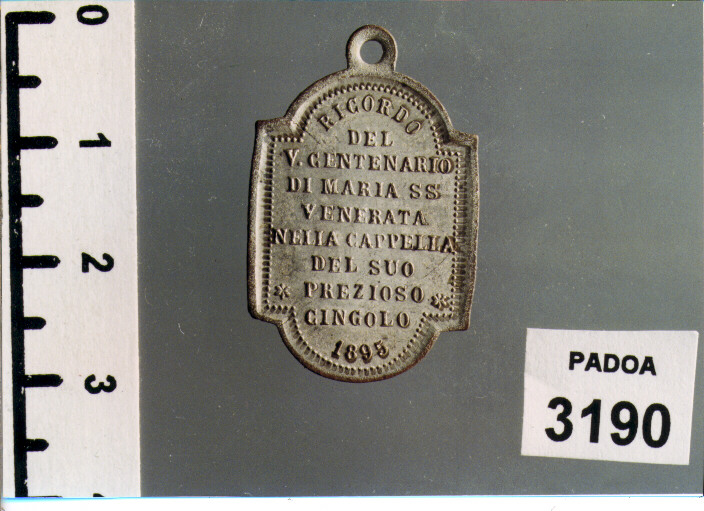 RICORDO
DEL
V. CENTENARIO
DI MARIA SS
VENERATA
NELLA CAPPELLA
DEL SUO
PREZIOSO
CINGOLO
1895
PADOA
3190
0
1
2
3